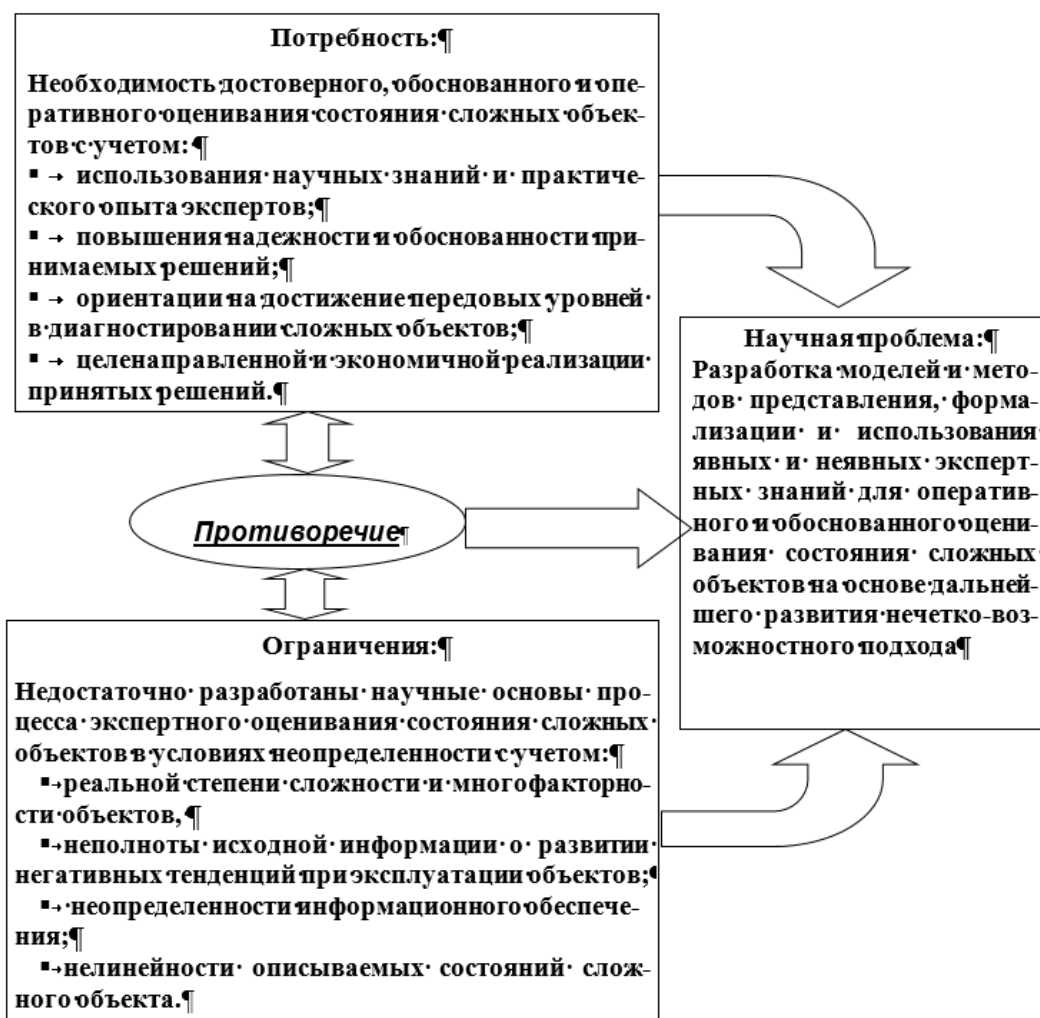 Потребность:¶
Необходимость·достоверного,·обоснованного·и·опе-
ративного·оценивания·состояния·сложных·объек-
тов·с·учетом:¶
▪ → использования·научных·знаний·и·практиче-
ского·опыта·экспертов;¶
▪ → повышения·надежности·и·обоснованности·при-
нимаемых·решений;¶
▪ → ориентации·на·достижение·передовых·уровней·
в·диагностировании·сложных·объектов;¶
▪ → целенаправленной·и·экономичной·реализации·
принятых·решений.¶
Противоречие¶
Ограничения:¶
Недостаточно·разработаны·научные·основы·про-
цесса·экспертного·оценивания·состояния·сложных·
объектов·в·условиях·неопределенности·с·учетом:¶
▪→реальной·степени·сложности·и·многофакторно-
сти·объектов,¶
▪→неполноты·исходной·информации·о·развитии·
негативных·тенденций·при·эксплуатации·объектов;¶
▪→·неопределенности·информационного·обеспече-
ния;¶
▪→нелинейности·описываемых·состояний·слож-
ного·объекта.¶
Научная·проблема:¶
Разработка·моделей·и·мето-
дов·представления,·форма-
лизации·и·использования·
явных·и·неявных·эксперт-
ных·знаний·для·оператив-
ного·и·обоснованного·оцени-
вания·состояния·сложных·
объектов·на·основе·дальней-
шего·развития·нечетко-воз-
можностного·подхода¶